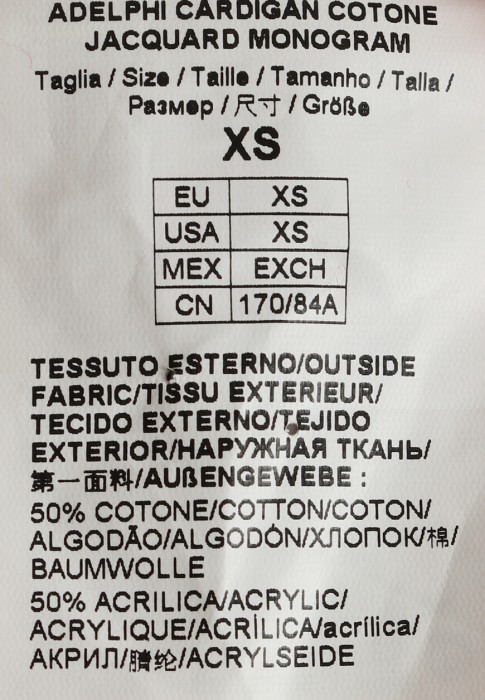 ADELPHI CARDIGAN COTONE
JACQUARD MONOGRAM
Taglia / Size / Taille / Tamanho / Talla /
Размер / 尺寸 / Größe
XS
EU XS
USA XS
MEX EXCH
CN 170/84A
TESSUTO ESTERNO/OUTSIDE
FABRIC/TISSU EXTERIEUR/
TECIDO EXTERNO/TEJIDO
EXTERIOR/НАРУЖНАЯ ТКАНЬ/
第一面料/AUßENGEWEBE :
50% COTONE/COTTON/COTON/
ALGODÃO/ALGODÓN/ХЛОПОК/棉/
BAUMWOLLE
50% ACRILICA/ACRYLIC/
ACRYLIQUE/ACRÍLICA/acrílica/
АКРИЛ/腈纶/ACRYLSEIDE